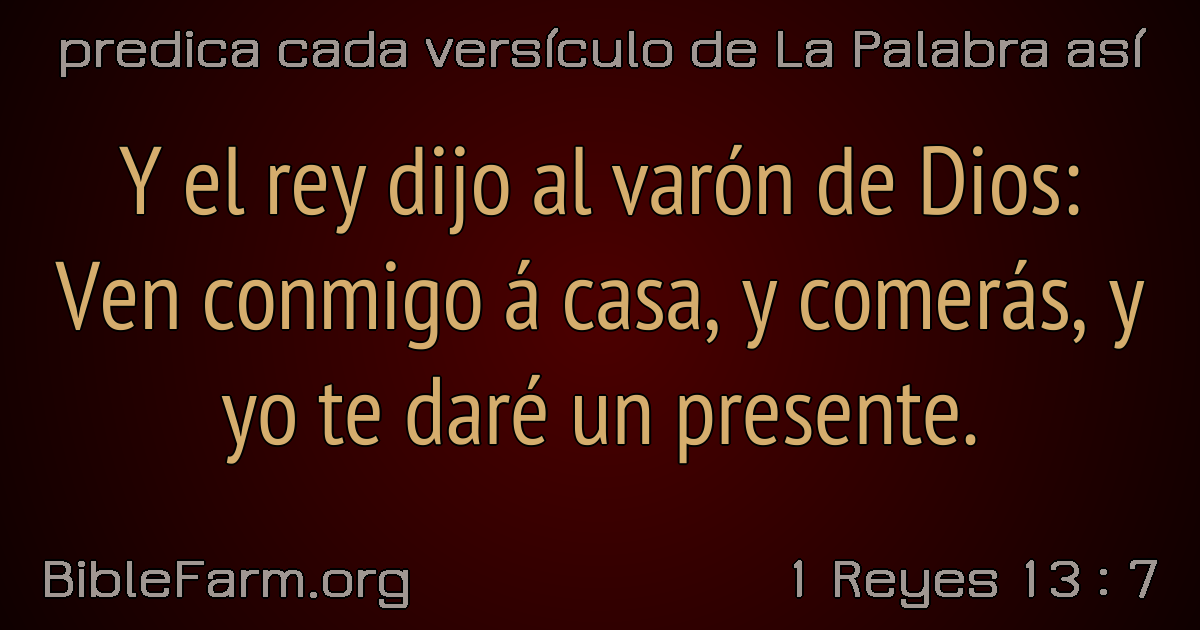 predica cada versículo de La Palabra así
Y el rey dijo al varón de Dios:
Ven conmigo á casa, y comerás, y
yo te daré un presente.
BibleFarm.org
1 Reyes 13 : 7